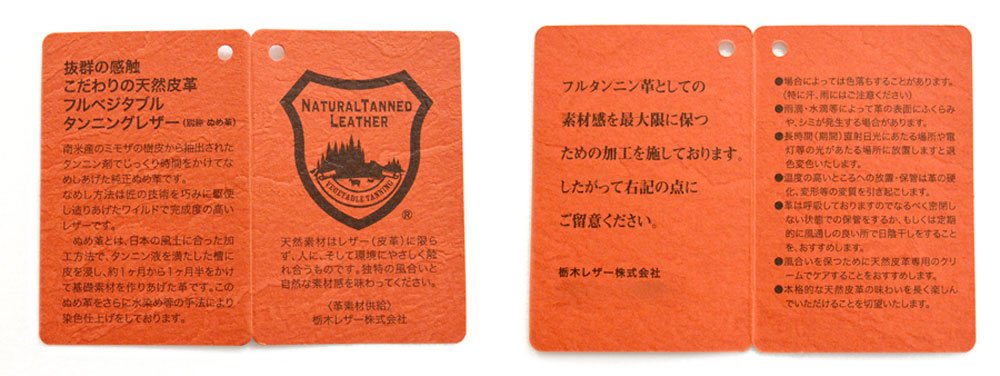 抜群の感触
こだわりの天然皮革
フルベジタブル
タンニングレザー(別称 ぬめ革)
南米産のミモザの樹皮から抽出された
タンニン剤でじっくり時間をかけてな
めしあげた純正ぬめ革です。
なめし方法は匠の技術を巧みに駆使
し造りあげたワイルドで完成度の高い
レザーです。
ぬめ革とは、日本の風土に合った加
工方法で、タンニン液を満たした槽に
皮を浸し、約1ヶ月から1ヶ月半をかけ
て基礎素材を作りあげた革です。この
ぬめ革をさらに水染め等の手法により
染色仕上げをしております。
NATURAL TANNED
LEATHER
VEGETABLE TANNING
®
天然素材はレザー(皮革)に限ら
ず、人に、そして環境にやさしく触
れ合うものです。独特の風合いと
自然な素材感を味わってください。
〈革素材供給〉
栃木レザー株式会社
フルタンニン革としての
素材感を最大限に保つ
ための加工を施しております。
したがって右記の点に
ご留意ください。
栃木レザー株式会社
●場合によっては色落ちすることがあります。
(特に汗、雨にはご注意ください)
●雨滴・水滴等によって革の表面にふくらみ
や、シミが発生する場合があります。
●長時間(期間)直射日光にあたる場所や電
灯等の光があたる場所に放置しますと退
色変色いたします。
●温度の高いところへの放置・保管は革の硬
化、変形等の変質を引き起こします。
●革は呼吸しておりますのでなるべく密閉し
ない状態での保管をするか、もしくは定期
的に風通しの良い所で日陰干しをすること
を、おすすめします。
●風合いを保つために天然皮革専用のクリ
ームでケアすることをおすすめします。
●本格的な天然皮革の味わいを長く楽しん
でいただけることを切望いたします。